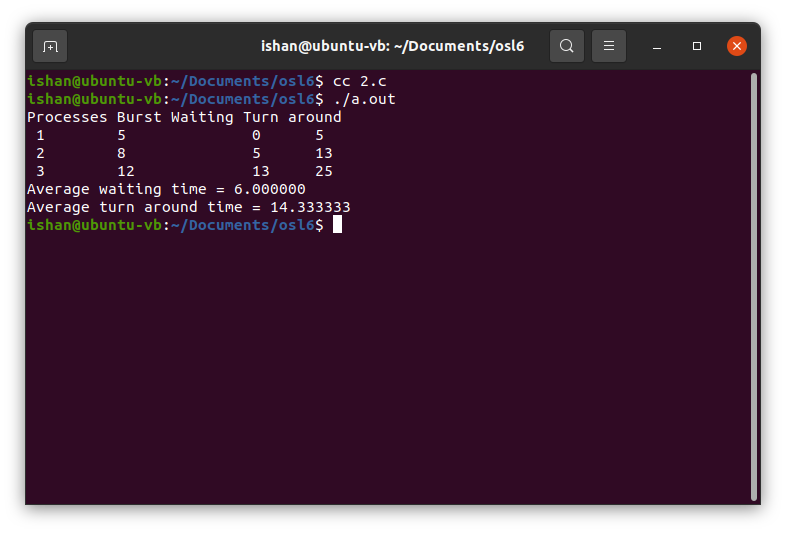 ishan@ubuntu-vb: ~/Documents/osl6
ishan@ubuntu-vb:~/Documents/osl6$ cc 2.c
ishan@ubuntu-vb:~/Documents/osl6$ ./a.out
Processes Burst Waiting Turn around
1 5 0 5
2 8 5 13
3 12 13 25
Average waiting time = 6.000000
Average turn around time = 14.333333
ishan@ubuntu-vb:~/Documents/osl6$